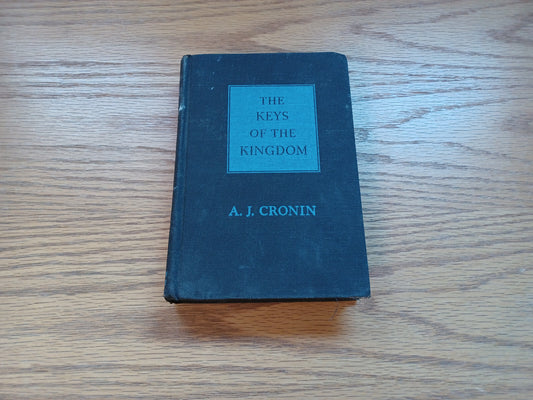 THE
KEYS
OF THE
KINGDOM
A. J. CRONIN